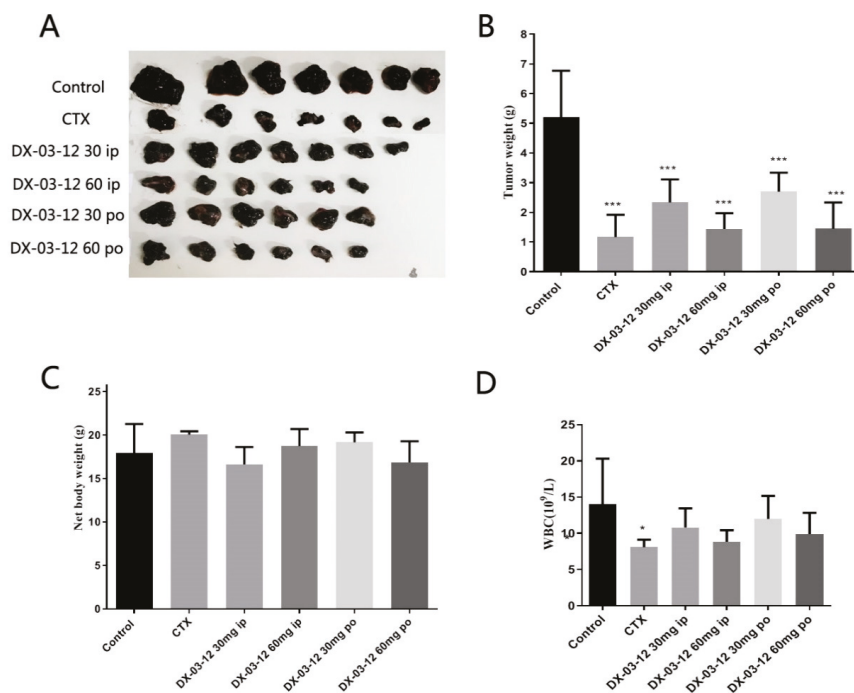 A
Control
CTX
DX-03-12 30 ip
DX-03-12 60 ip
DX-03-12 30 po
DX-03-12 60 po
B
Tumor weight (g)
8
7
6
5
4
3
2
1
0
***
***
***
***
***
Control
CTX
DX-03-12 30mg ip
DX-03-12 60mg ip
DX-03-12 30mg po
DX-03-12 60mg po
C
Net body weight (g)
25
20
15
10
5
0
Control
CTX
DX-03-12 30mg ip
DX-03-12 60mg ip
DX-03-12 30mg po
DX-03-12 60mg po
D
WBC(10^9/L)
25
20
15
10
5
0
*
Control
CTX
DX-03-12 30mg ip
DX-03-12 60mg ip
DX-03-12 30mg po
DX-03-12 60mg po